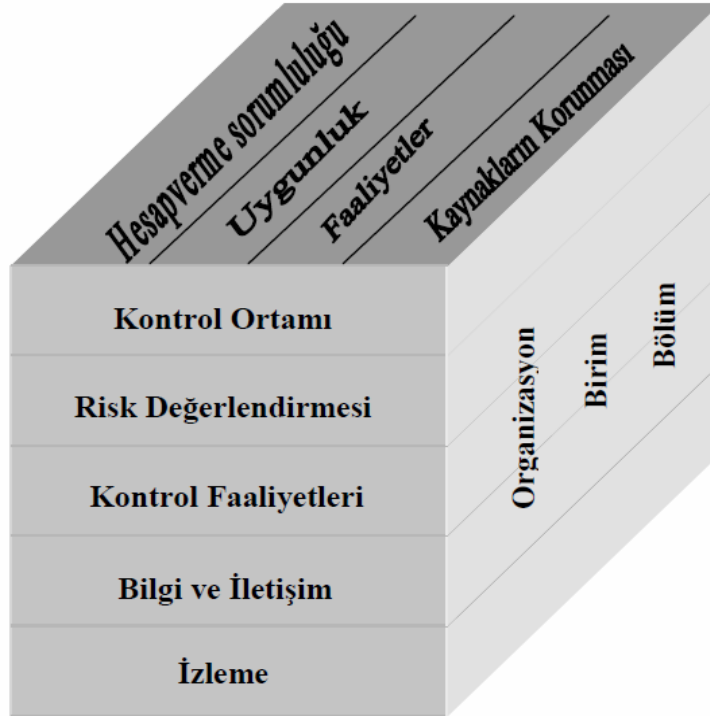 Hesapverme sorumluluğu
Uygunluk
Faaliyetler
Kaynakların Korunması
Kontrol Ortamı
Risk Değerlendirmesi
Kontrol Faaliyetleri
Bilgi ve İletişim
İzleme
Organizasyon
Birim
Bölüm